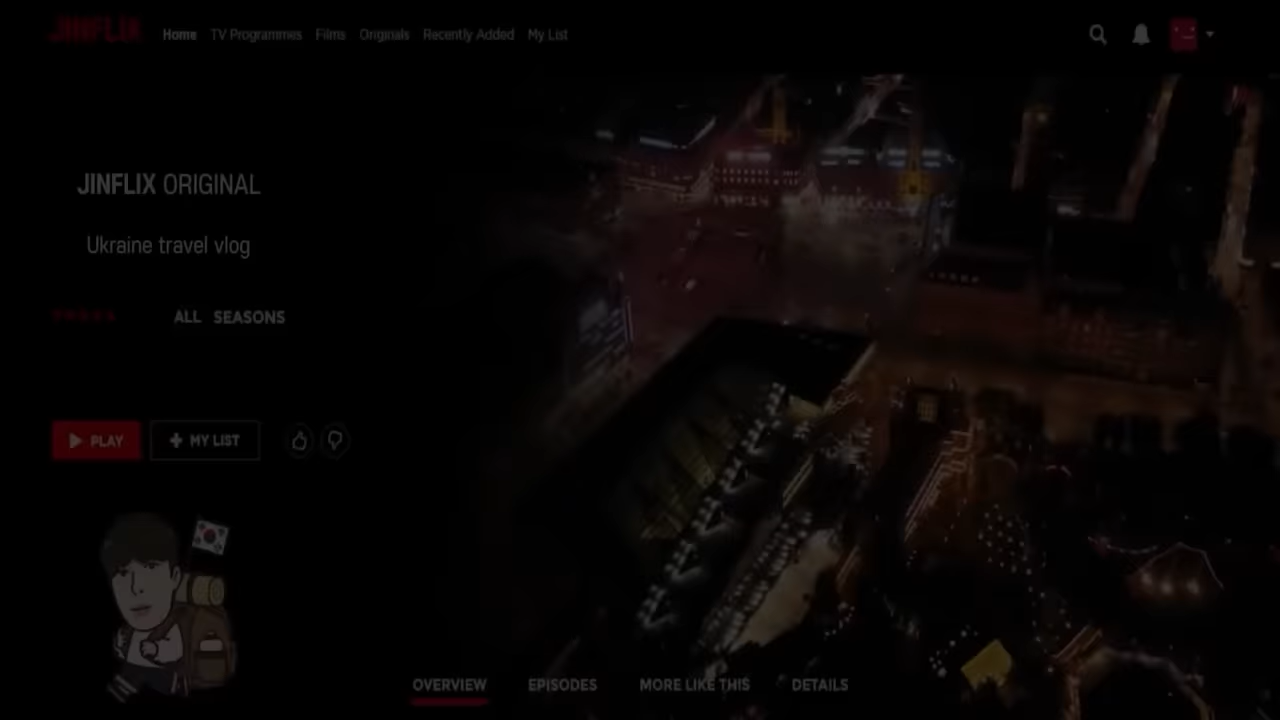 JINFLIX Home TV Programmes Films Originals Recently Added My List
JINFLIX ORIGINAL
Ukraine travel vlog
ALL SEASONS
PLAY MY LIST
OVERVIEW EPISODES MORE LIKE THIS DETAILS